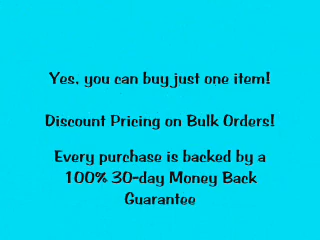 Yes, you can buy just one item!
Discount Pricing on Bulk Orders!
Every purchase is backed by a
100% 30-day Money Back
Guarantee